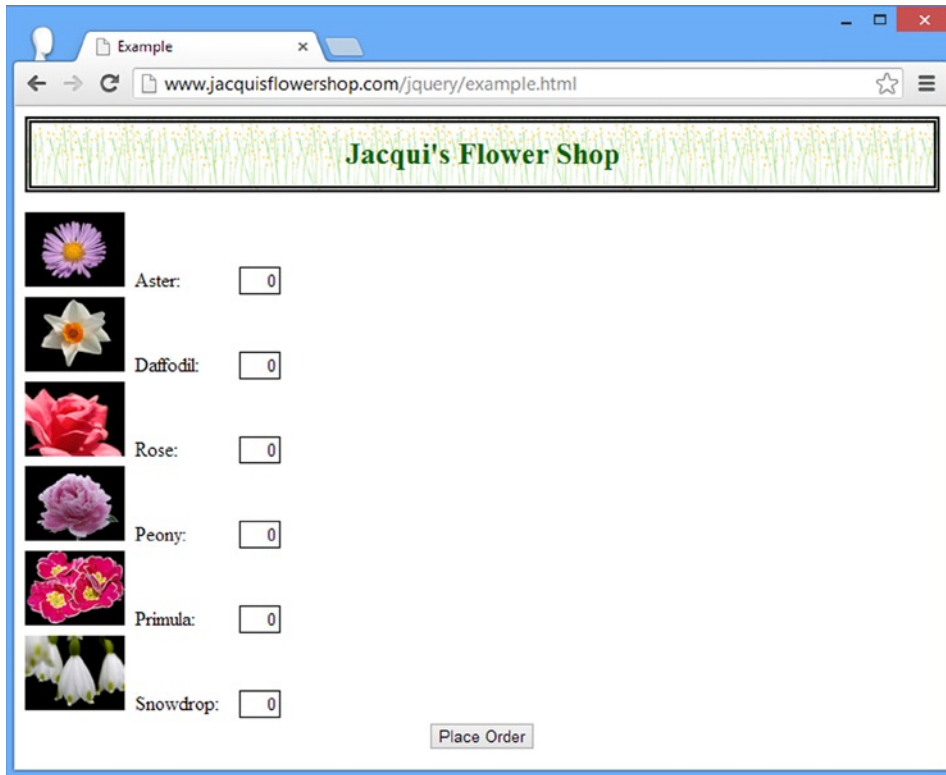 Example
www.jacquisflowershop.com/jquery/example.html
Jacqui's Flower Shop
Aster: 0
Daffodil: 0
Rose: 0
Peony: 0
Primula: 0
Snowdrop: 0
Place Order